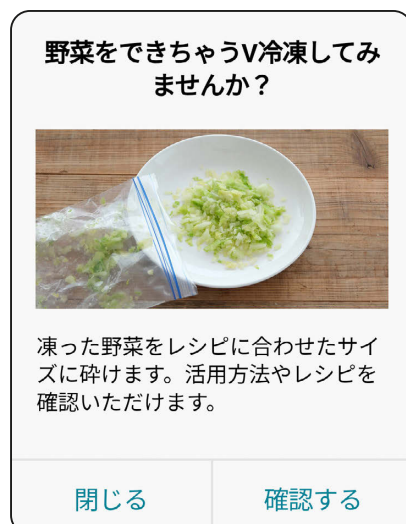 野菜をできちゃうV冷凍してみ
ませんか？
凍った野菜をレシピに合わせたサイ
ズに砕けます。活用方法やレシピを
確認いただけます。
閉じる
確認する